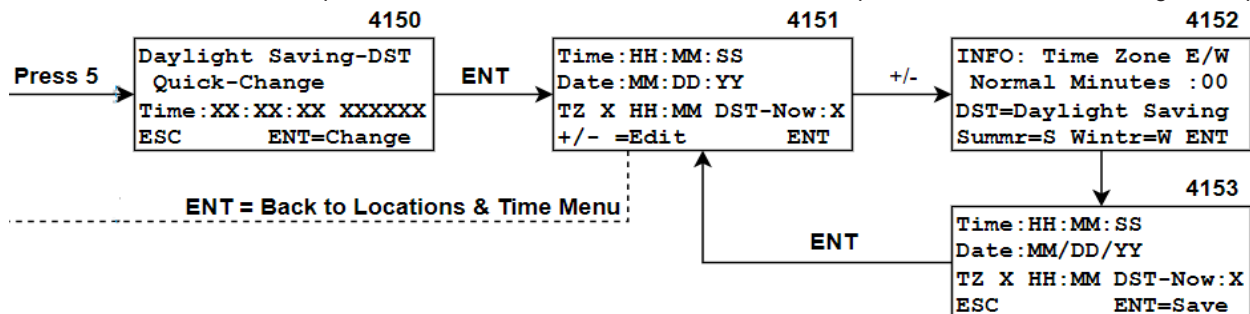 4150
4151
4152
Press 5
Daylight Saving-DST
Quick-Change
Time:XX:XX:XX XXXXXX
ESC ENT=Change
ENT
Time:HH:MM:SS
Date:MM:DD:YY
TZ X HH:MM DST-Now:X
+/- =Edit ENT
+/-
INFO: Time Zone E/W
Normal Minutes :00
DST=Daylight Saving
Summr=S Wintr=W ENT
ENT = Back to Locations & Time Menu
ENT
4153
Time:HH:MM:SS
Date:MM/DD/YY
TZ X HH:MM DST-Now:X
ESC ENT=Save